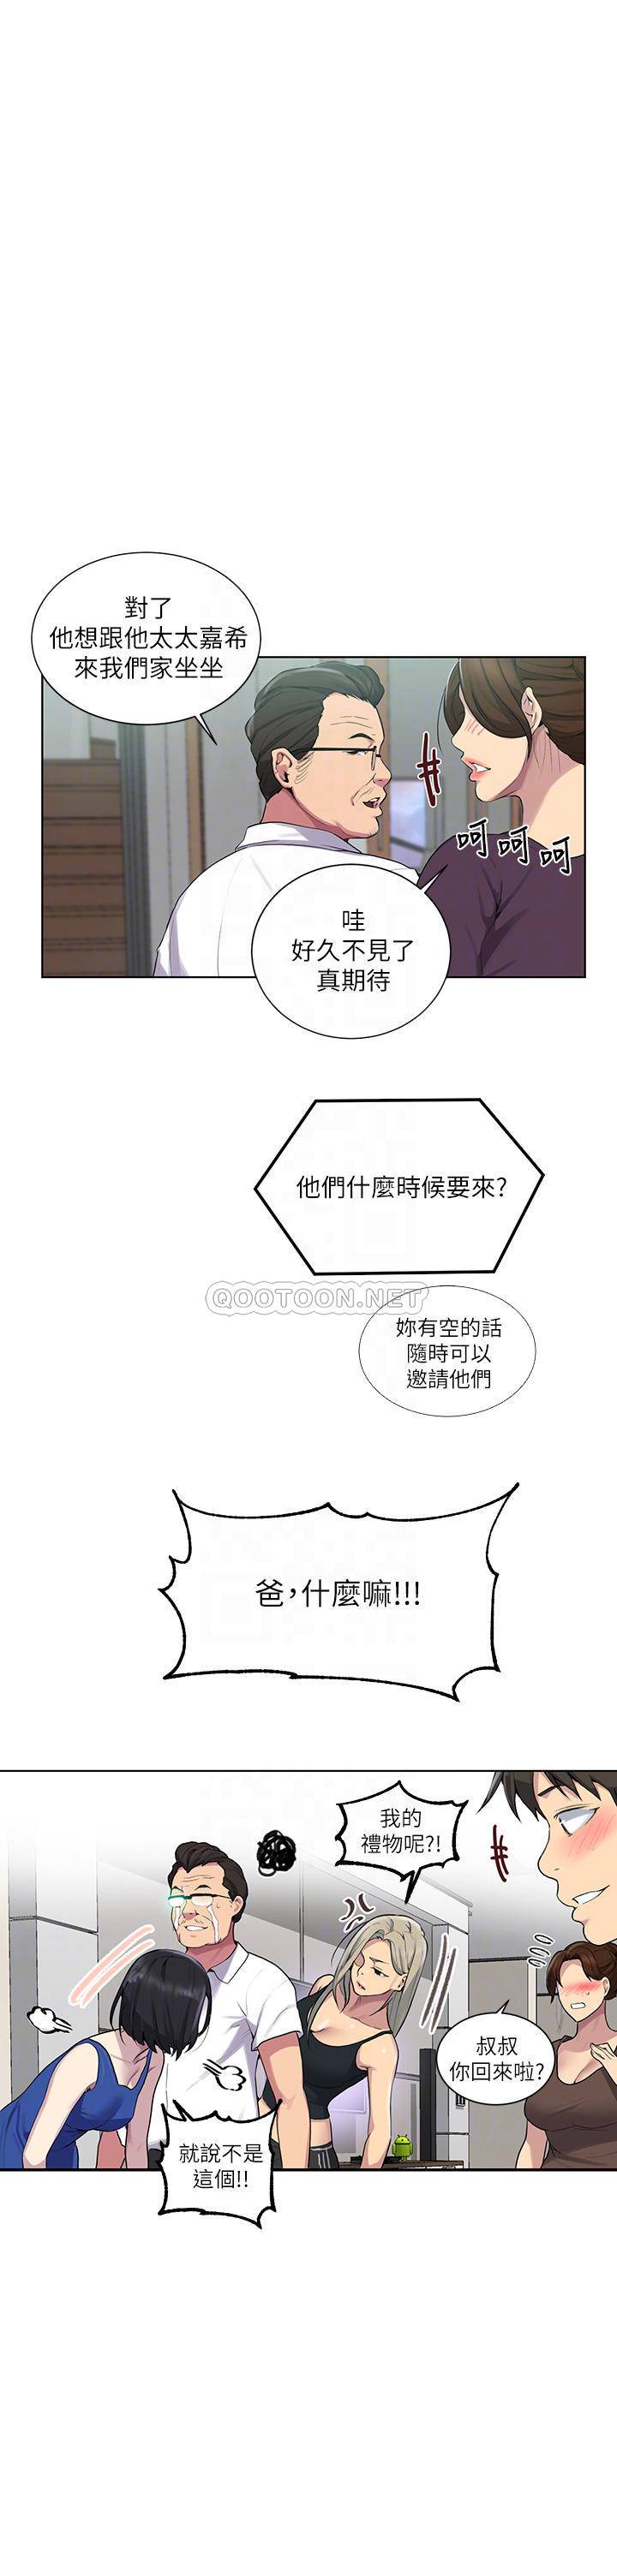 對了
他想跟他太太嘉希
來我們家坐坐
呵 呵 呵
哇
好久不見了
真期待
他們什麼時候要來?
QOOTOON.NET
妳有空的話
隨時可以
邀請他們
爸,什麼嘛!!!
我的
禮物呢?!
叔叔
你回來啦?
就說不是
這個!!